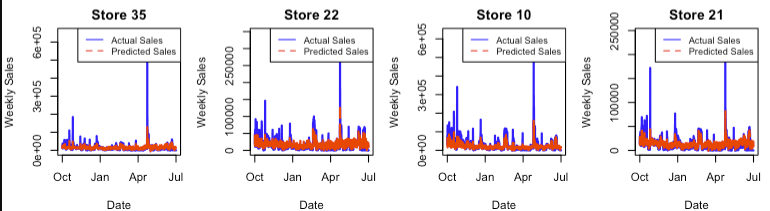 Store 35
Actual Sales
Predicted Sales
Weekly Sales
0e+00
3e+05
6e+05
Oct
Jan
Apr
Jul
Date
Store 22
Actual Sales
Predicted Sales
Weekly Sales
0
100000
250000
Oct
Jan
Apr
Jul
Date
Store 10
Actual Sales
Predicted Sales
Weekly Sales
0e+00
3e+05
6e+05
Oct
Jan
Apr
Jul
Date
Store 21
Actual Sales
Predicted Sales
Weekly Sales
0
100000
250000
Oct
Jan
Apr
Jul
Date